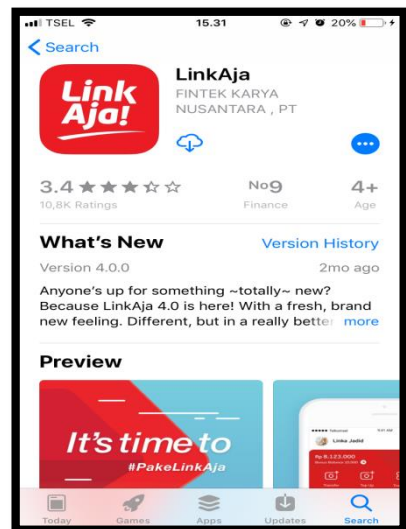 TSEL 15.31 20%
Search
Link
Aja!
LinkAja
FINTEK KARYA
NUSANTARA , PT
3.4 No9 4+
10,8K Ratings Finance Age
What's New Version History
Version 4.0.0 2mo ago
Anyone's up for something ~totally~ new?
Because LinkAja 4.0 is here! With a fresh, brand
new feeling. Different, but in a really better more
Preview
It's time to
#PakeLinkAja
Linka Jadid
Rp 8.123.000
Today Games Apps Updates Search